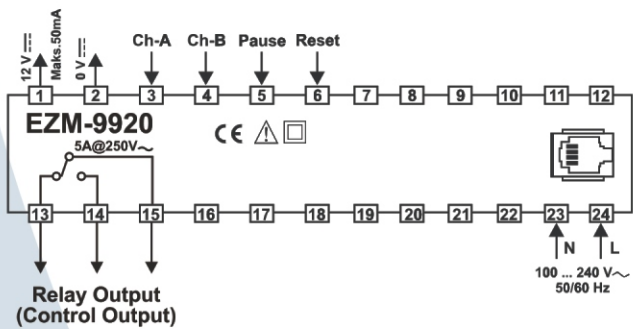 12 V
Maks.50mA
0 V
Ch-A Ch-B Pause Reset
1 2 3 4 5 6 7 8 9 10 11 12
EZM-9920
CE
5A@250V~
13 14 15 16 17 18 19 20 21 22 23 24
N L
Relay Output
(Control Output)
100 ... 240 V~
50/60 Hz